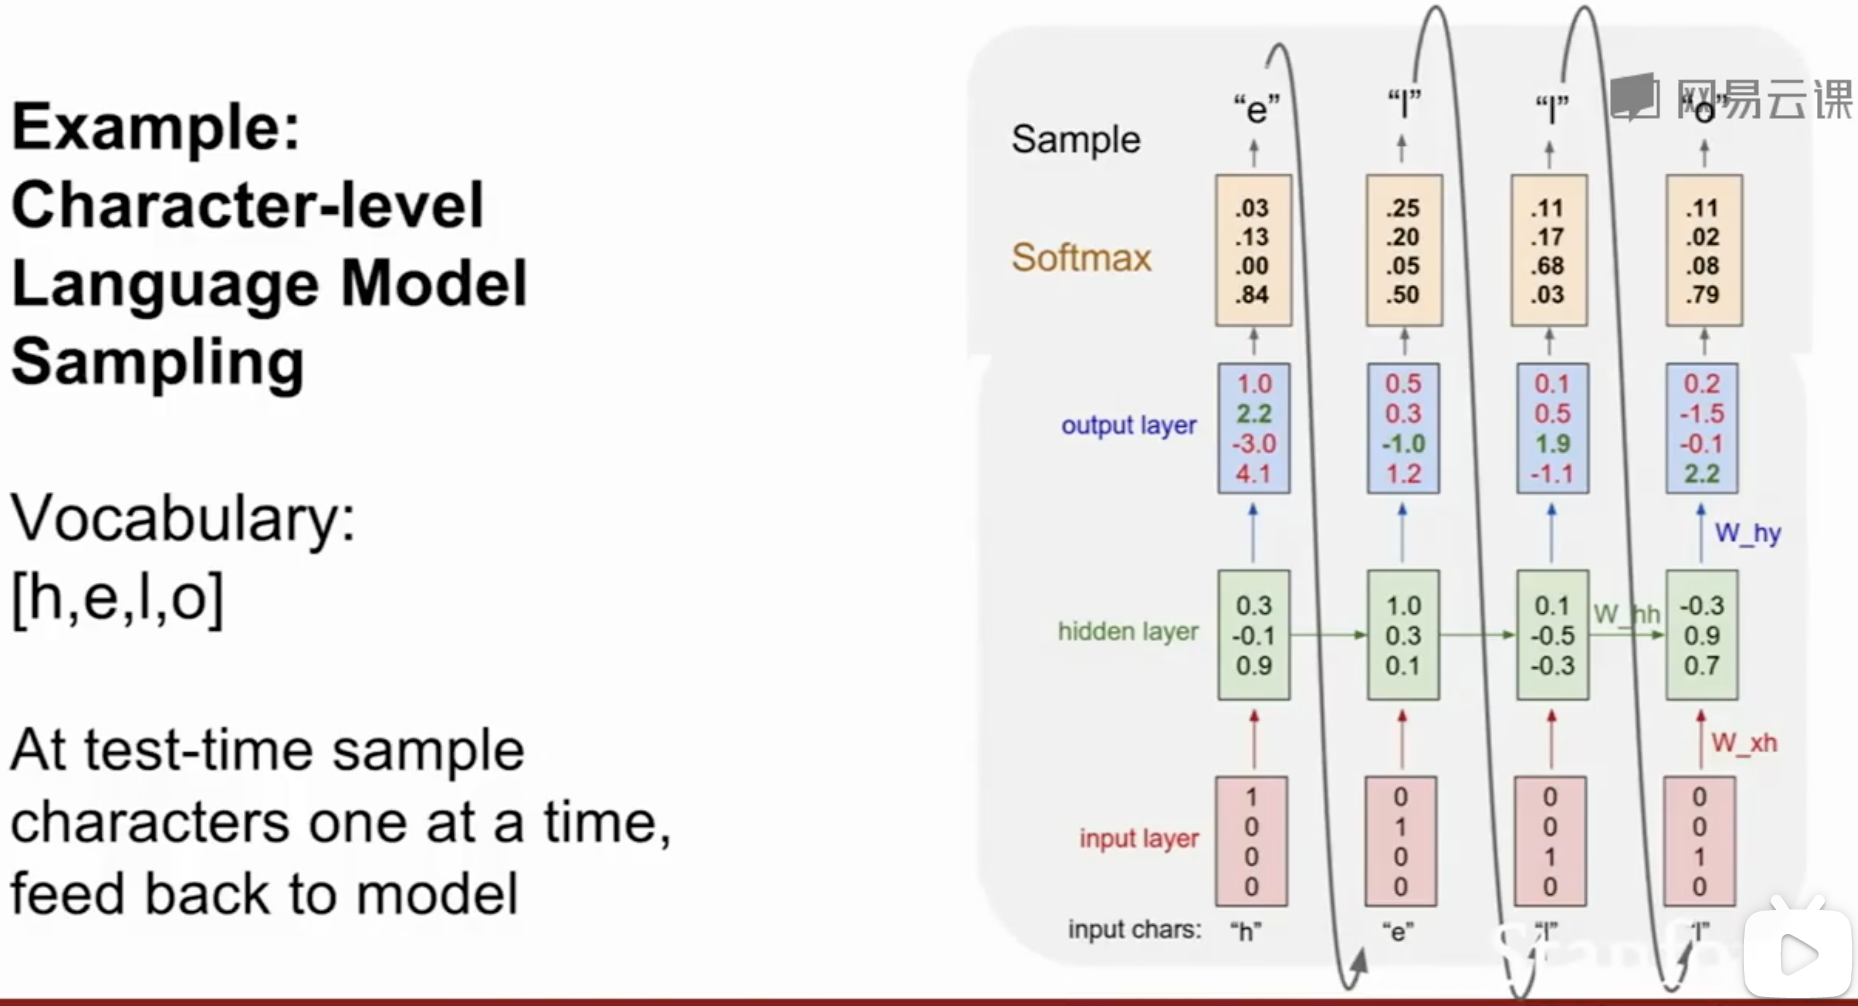 Example:
Character-level
Language Model
Sampling
Vocabulary:
[h,e,l,o]
At test-time sample
characters one at a time,
feed back to model
网易云课
Sample “e” “l” “l” “o”
Softmax
.03 .25 .11 .11
.13 .20 .17 .02
.00 .05 .68 .08
.84 .50 .03 .79
output layer
1.0 0.5 0.1 0.2
2.2 0.3 0.5 -1.5
-3.0 -1.0 1.9 -0.1
4.1 1.2 -1.1 2.2
W_hy
hidden layer
0.3 1.0 0.1 -0.3
-0.1 0.3 -0.5 0.9
0.9 0.1 -0.3 0.7
W_hh
W_xh
input layer
1 0 0 0
0 1 0 0
0 0 1 1
0 0 0 0
input chars: “h” “e” “l” “l”